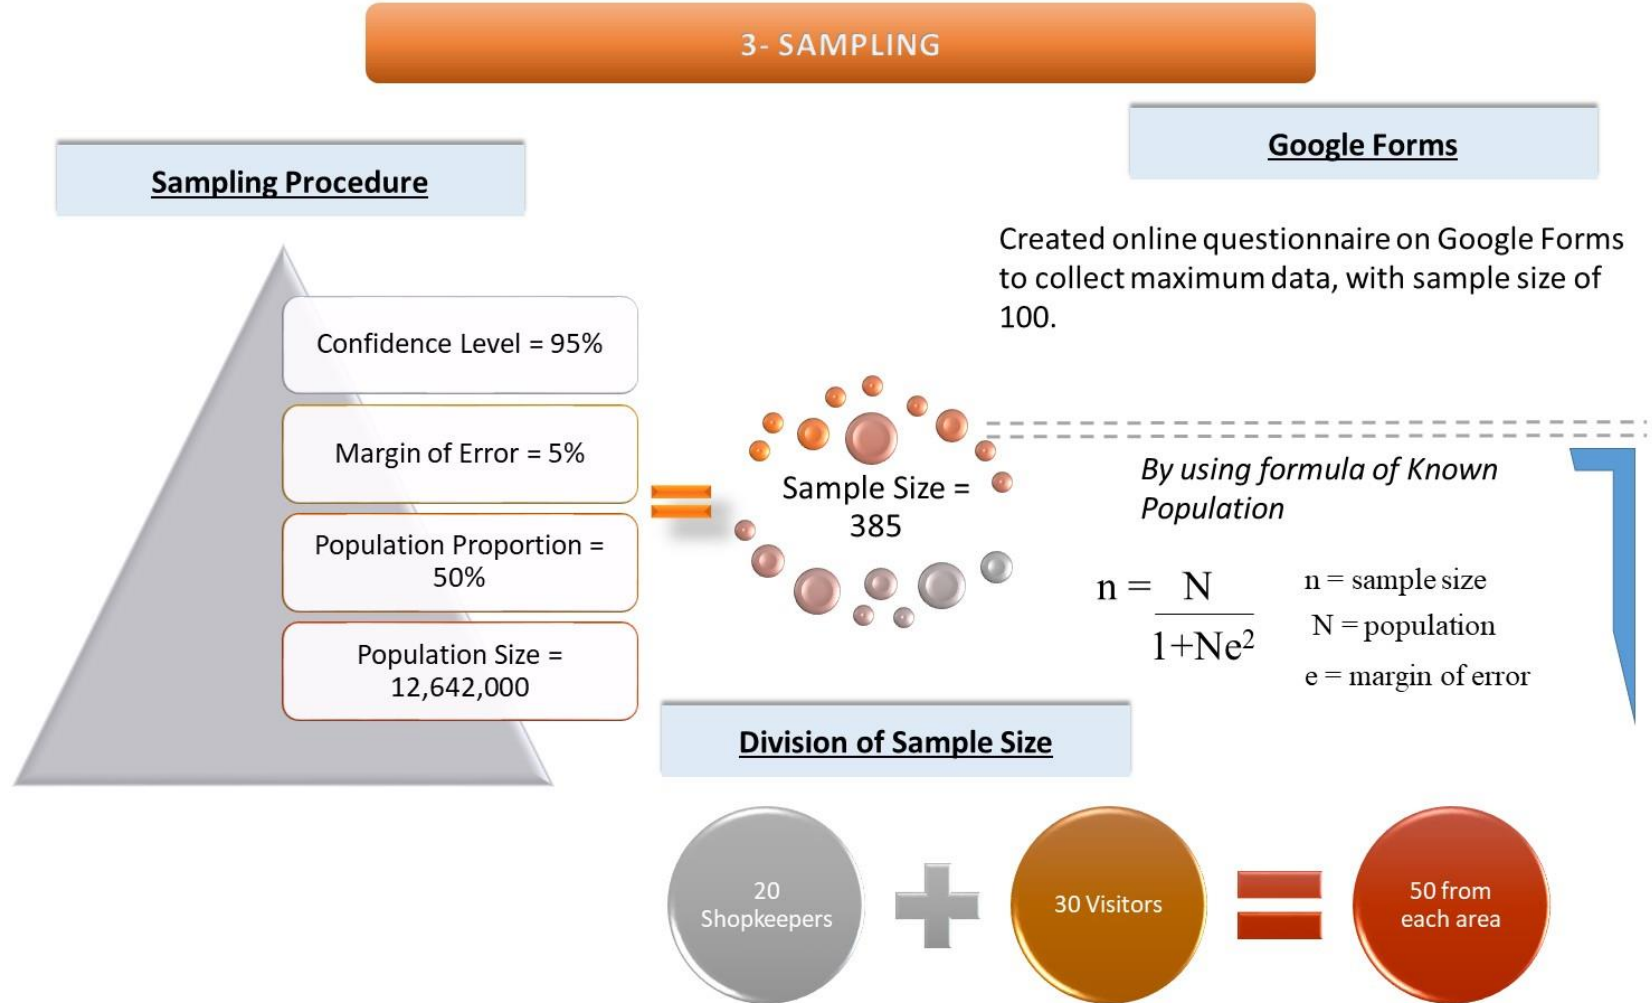 3- SAMPLING
Sampling Procedure
Confidence Level = 95%
Margin of Error = 5%
Population Proportion =
50%
Population Size =
12,642,000
Sample Size =
385
Google Forms
Created online questionnaire on Google Forms
to collect maximum data, with sample size of
100.
By using formula of Known
Population
n = N
1+Ne²
n = sample size
N = population
e = margin of error
Division of Sample Size
20
Shopkeepers
30 Visitors
50 from
each area